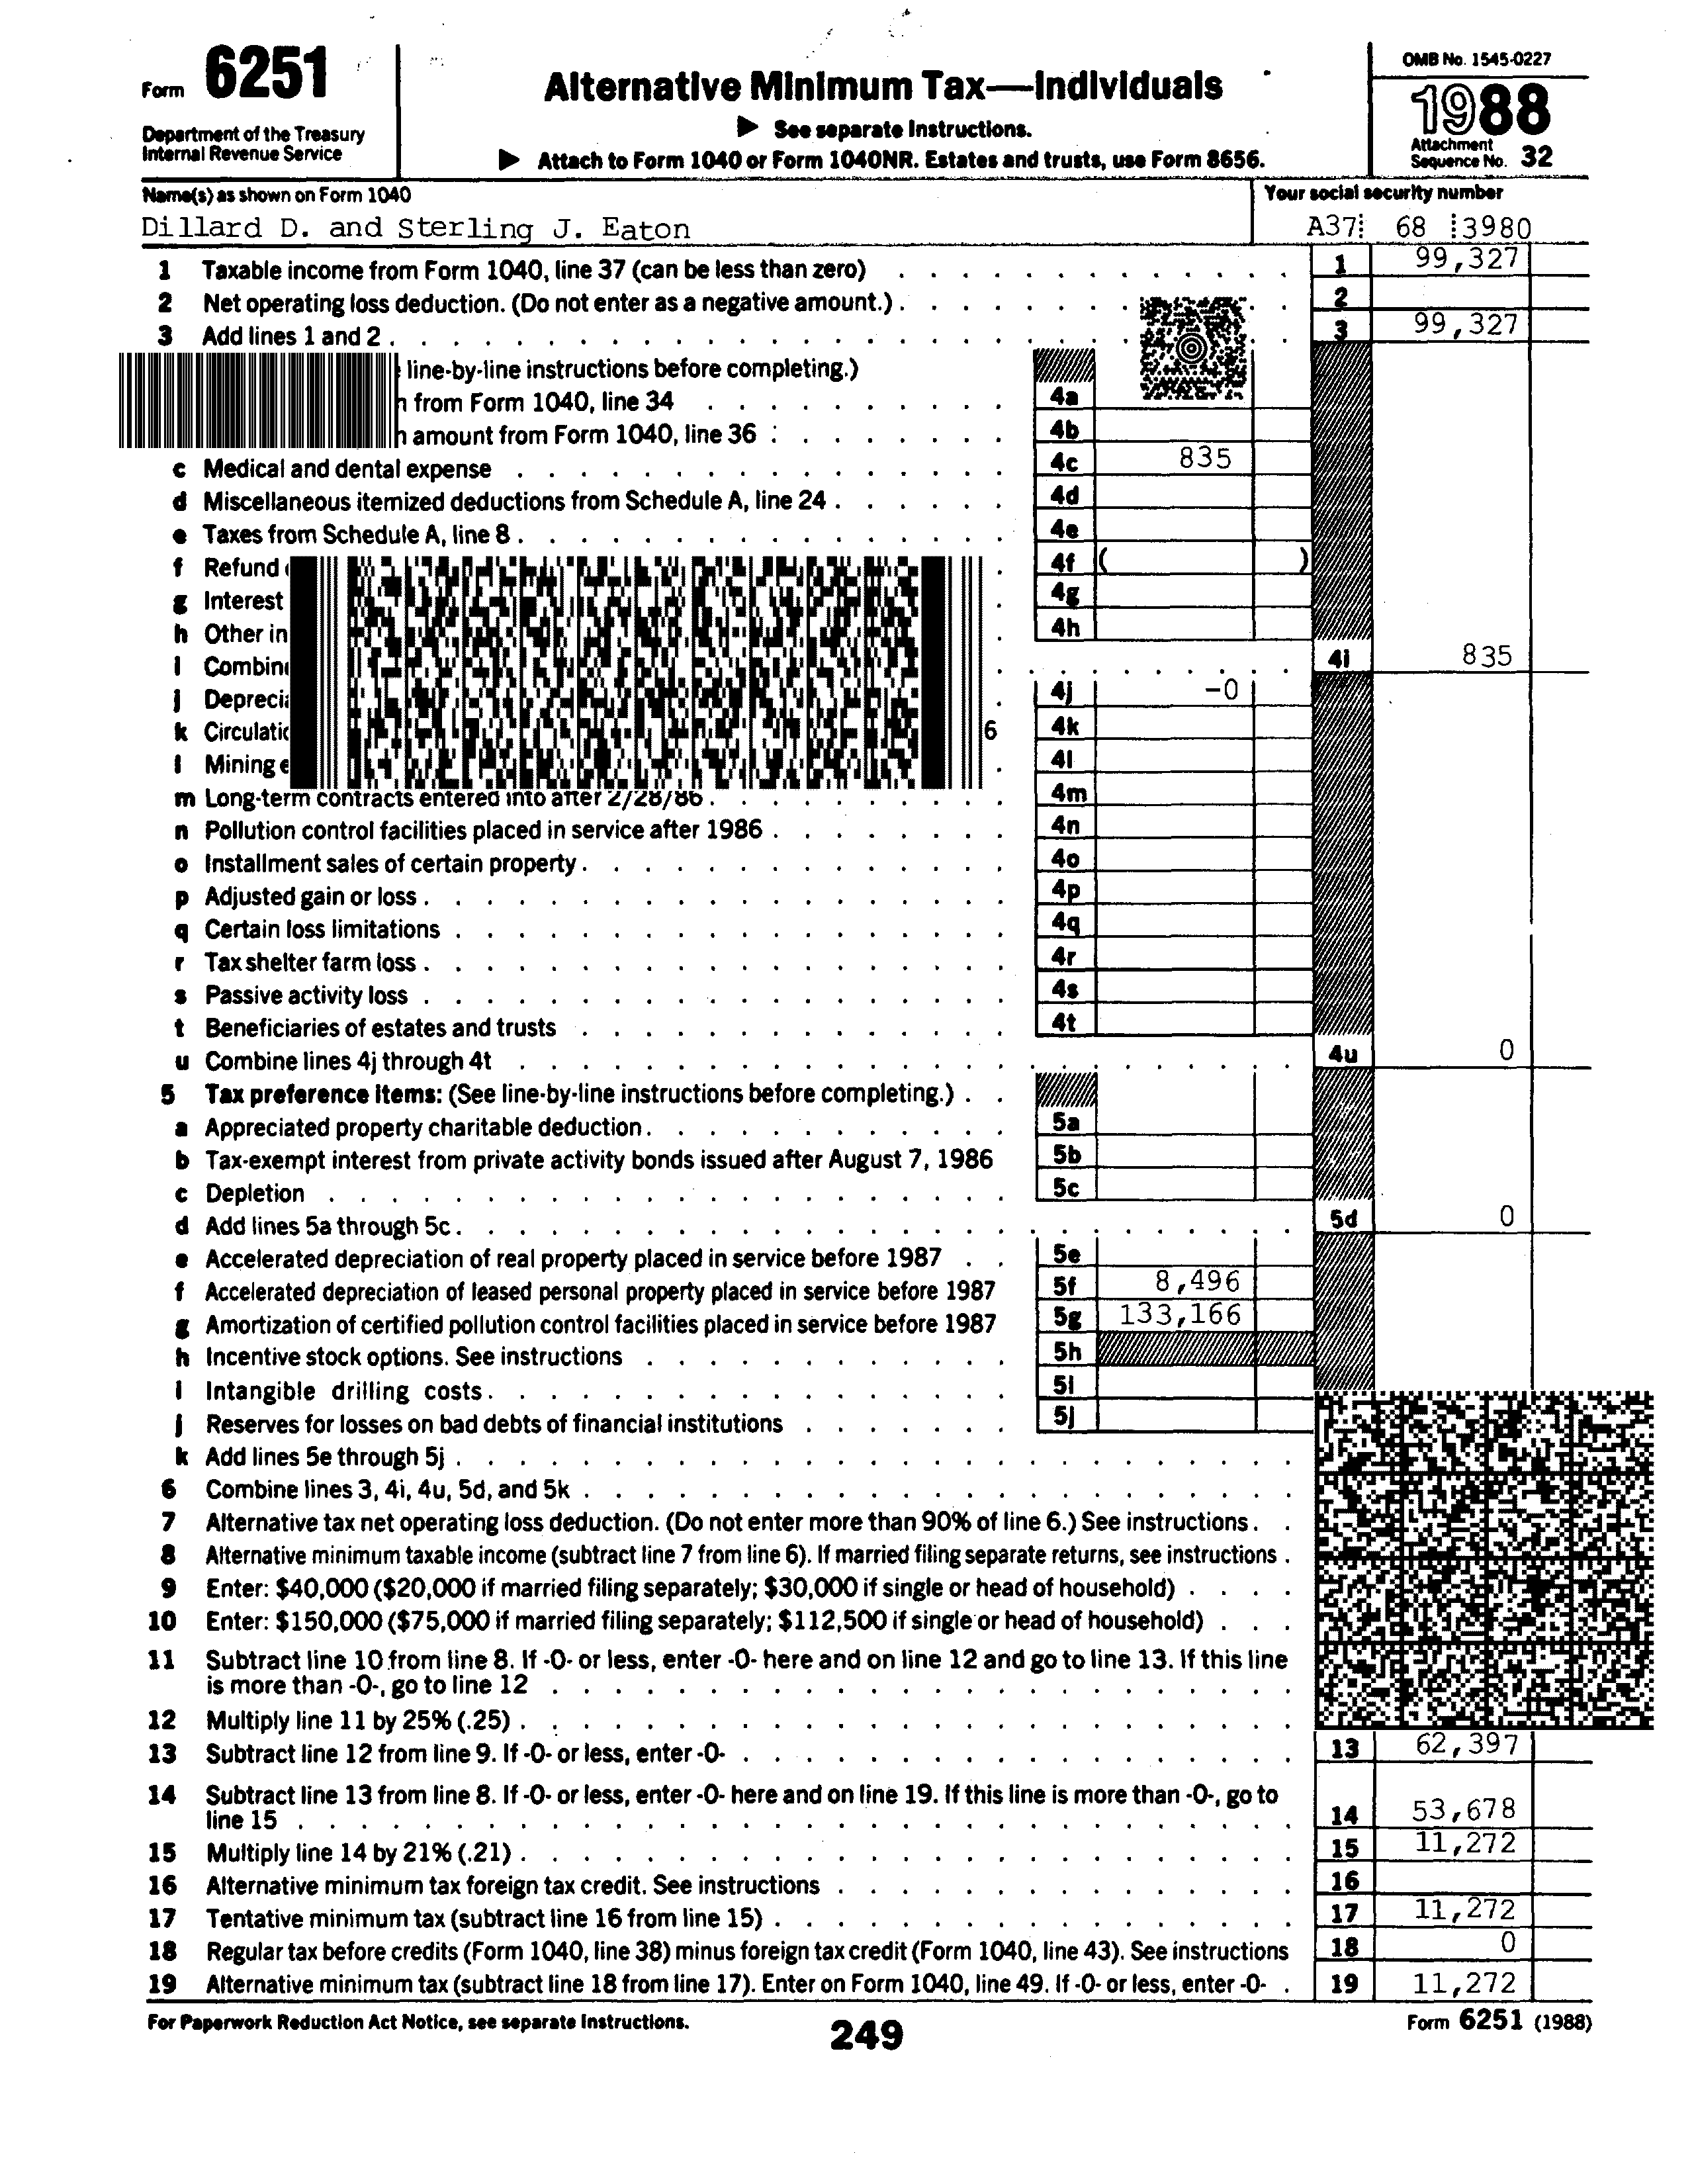 Form 6251
Department of the Treasury
Internal Revenue Service
Alternative Minimum Tax—Individuals
▶ See separate Instructions.
▶ Attach to Form 1040 or Form 1040NR. Estates and trusts, use Form 8656.
OMB No. 1545-0227
1988
Attachment
Sequence No. 32
Name(s) as shown on Form 1040
Your social security number
Dillard D. and Sterling J. Eaton A37 68 3980
1 Taxable income from Form 1040, line 37 (can be less than zero) 1 99,327
2 Net operating loss deduction. (Do not enter as a negative amount.) 2
3 Add lines 1 and 2 3 99,327
line-by-line instructions before completing.)
from Form 1040, line 34 4a
amount from Form 1040, line 36 4b
c Medical and dental expense 4c 835
d Miscellaneous itemized deductions from Schedule A, line 24 4d
e Taxes from Schedule A, line 8 4e
f Refund 4f ( )
g Interest 4g
h Other in 4h
i 4i 835
j 4j -0
k 6 4k
l Mining 4l
m Long-term contracts entered into after 2/28/86 4m
n Pollution control facilities placed in service after 1986 4n
o Installment sales of certain property 4o
p Adjusted gain or loss 4p
q Certain loss limitations 4q
r Tax shelter farm loss 4r
s Passive activity loss 4s
t Beneficiaries of estates and trusts 4t
u Combine lines 4j through 4t 4u 0
5 Tax preference items: (See line-by-line instructions before completing.)
a Appreciated property charitable deduction 5a
b Tax-exempt interest from private activity bonds issued after August 7, 1986 5b
c Depletion 5c
d Add lines 5a through 5c 5d 0
e Accelerated depreciation of real property placed in service before 1987 5e
f Accelerated depreciation of leased personal property placed in service before 1987 5f 8,496
g Amortization of certified pollution control facilities placed in service before 1987 5g 133,166
h Incentive stock options. See instructions 5h
i Intangible drilling costs 5i
j Reserves for losses on bad debts of financial institutions 5j
k Add lines 5e through 5j
6 Combine lines 3, 4i, 4u, 5d, and 5k
7 Alternative tax net operating loss deduction. (Do not enter more than 90% of line 6.) See instructions
8 Alternative minimum taxable income (subtract line 7 from line 6). If married filing separate returns, see instructions
9 Enter: $40,000 ($20,000 if married filing separately; $30,000 if single or head of household)
10 Enter: $150,000 ($75,000 if married filing separately; $112,500 if single or head of household)
11 Subtract line 10 from line 8. If -0- or less, enter -0- here and on line 12 and go to line 13. If this line
is more than -0-, go to line 12
12 Multiply line 11 by 25% (.25)
13 Subtract line 12 from line 9. If -0- or less, enter -0- 13 62,397
14 Subtract line 13 from line 8. If -0- or less, enter -0- here and on line 19. If this line is more than -0-, go to
line 15 14 53,678
15 Multiply line 14 by 21% (.21) 15 11,272
16 Alternative minimum tax foreign tax credit. See instructions 16
17 Tentative minimum tax (subtract line 16 from line 15) 17 11,272
18 Regular tax before credits (Form 1040, line 38) minus foreign tax credit (Form 1040, line 43). See instructions 18 0
19 Alternative minimum tax (subtract line 18 from line 17). Enter on Form 1040, line 49. If -0- or less, enter -0- 19 11,272
For Paperwork Reduction Act Notice, see separate Instructions.
249
Form 6251 (1988)